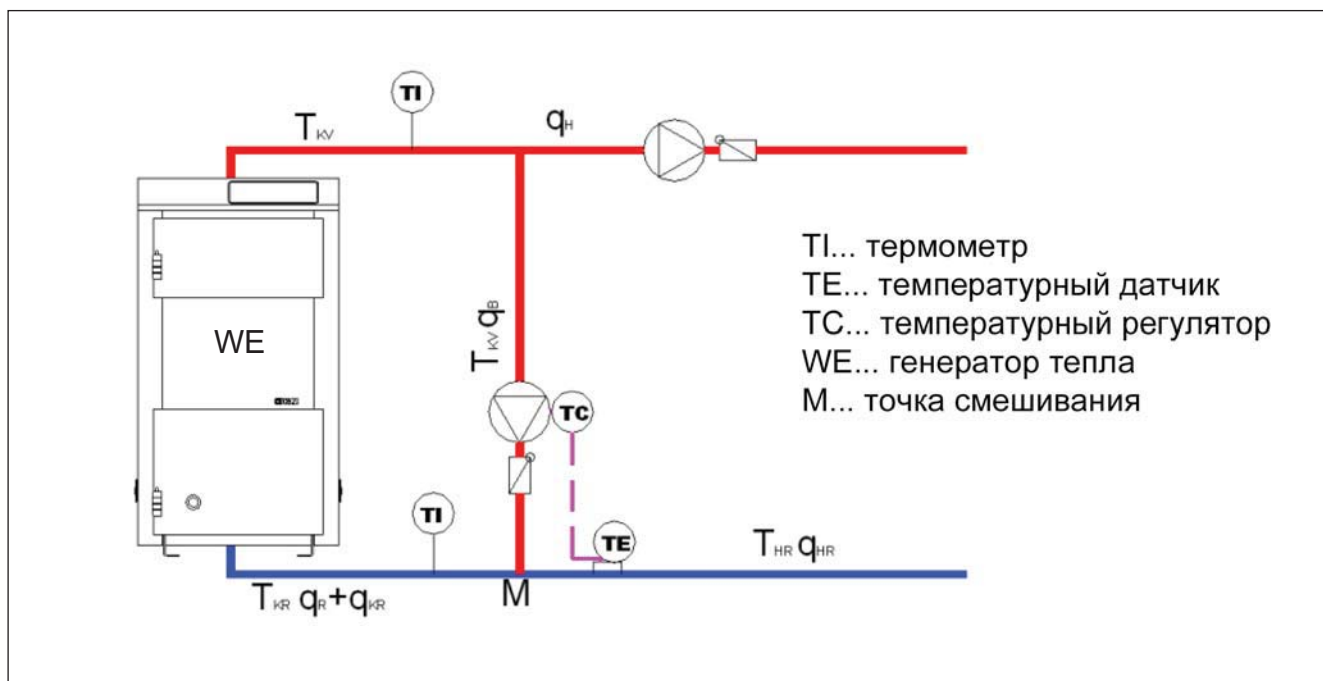 TI
T KV
q H
TI... термометр
TE... температурный датчик
TC... температурный регулятор
WE... генератор тепла
M... точка смешивания
WE
T KV q B
TC
TI
TE
T HR q HR
T KR q R+q KR
M